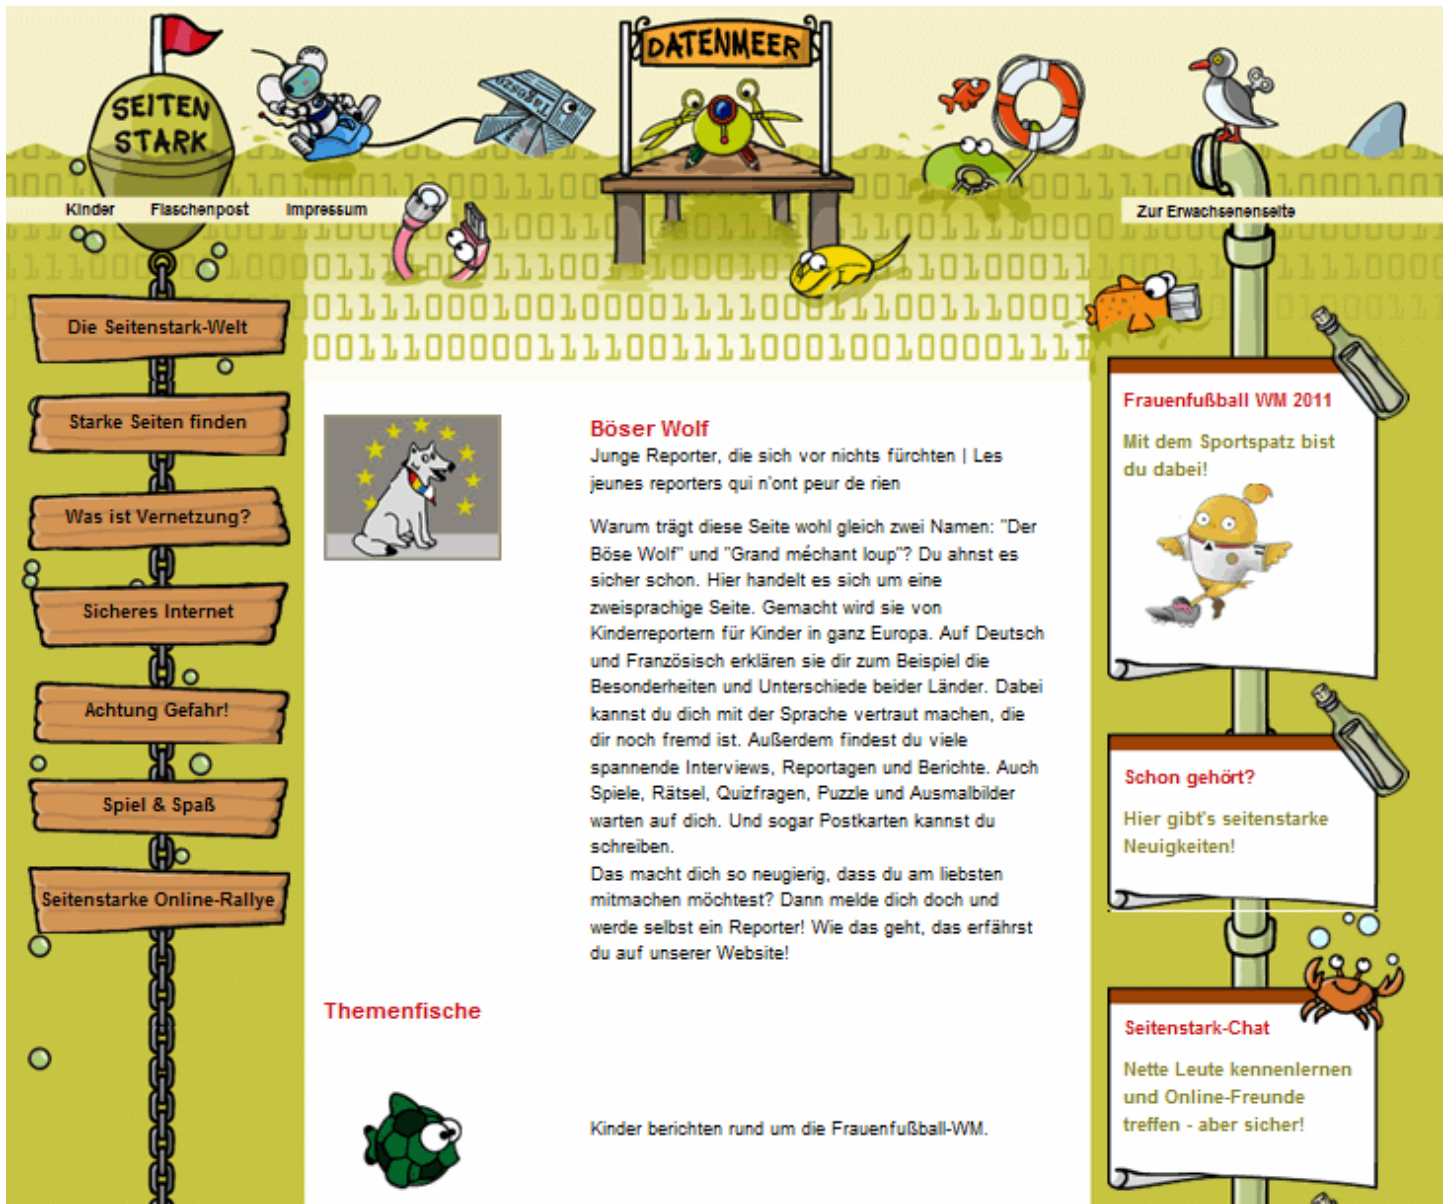 DATENMEER
SEITEN
STARK
Kinder Flaschenpost Impressum
Zur Erwachsenenseite
Die Seitenstark-Welt
Starke Seiten finden
Was ist Vernetzung?
Sicheres Internet
Achtung Gefahr!
Spiel & Spaß
Seitenstarke Online-Rallye
Böser Wolf
Junge Reporter, die sich vor nichts fürchten | Les
jeunes reporters qui n'ont peur de rien
Warum trägt diese Seite wohl gleich zwei Namen: "Der
Böse Wolf" und "Grand méchant loup"? Du ahnst es
sicher schon. Hier handelt es sich um eine
zweisprachige Seite. Gemacht wird sie von
Kinderreportern für Kinder in ganz Europa. Auf Deutsch
und Französisch erklären sie dir zum Beispiel die
Besonderheiten und Unterschiede beider Länder. Dabei
kannst du dich mit der Sprache vertraut machen, die
dir noch fremd ist. Außerdem findest du viele
spannende Interviews, Reportagen und Berichte. Auch
Spiele, Rätsel, Quizfragen, Puzzle und Ausmalbilder
warten auf dich. Und sogar Postkarten kannst du
schreiben.
Das macht dich so neugierig, dass du am liebsten
mitmachen möchtest? Dann melde dich doch und
werde selbst ein Reporter! Wie das geht, das erfährst
du auf unserer Website!
Themenfische
Kinder berichten rund um die Frauenfußball-WM.
Frauenfußball WM 2011
Mit dem Sportspatz bist
du dabei!
Schon gehört?
Hier gibt's seitenstarke
Neuigkeiten!
Seitenstark-Chat
Nette Leute kennenlernen
und Online-Freunde
treffen - aber sicher!